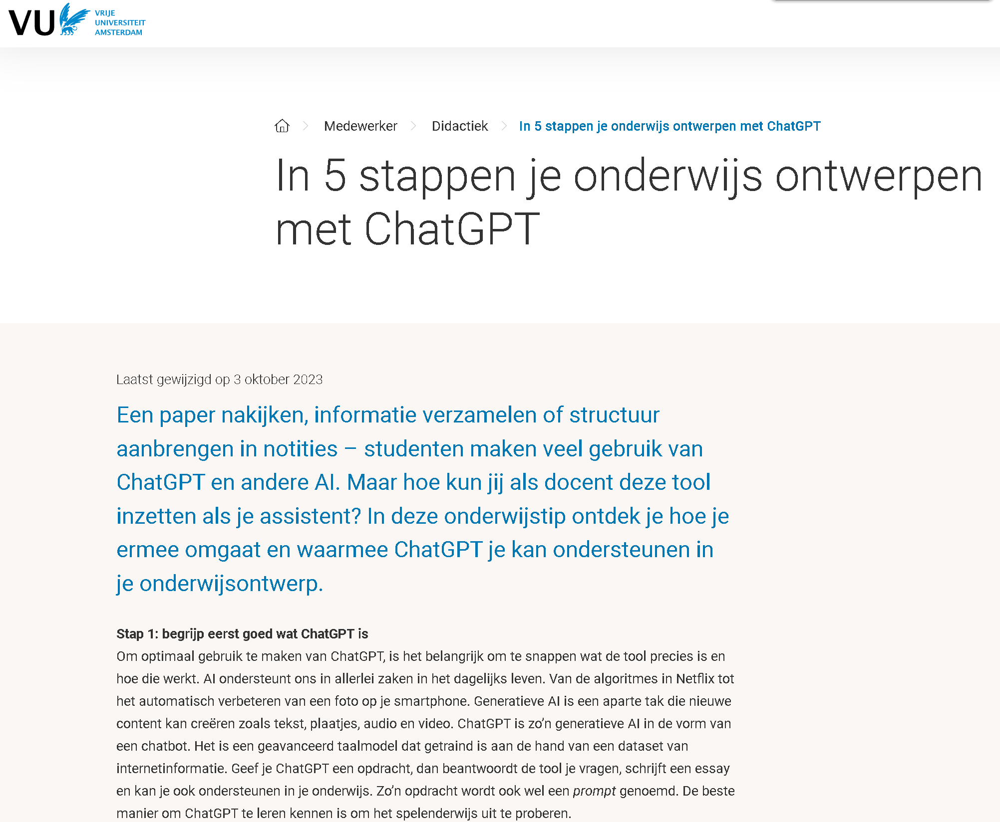 VU VRIJE
UNIVERSITEIT
AMSTERDAM
Medewerker Didactiek In 5 stappen je onderwijs ontwerpen met ChatGPT
In 5 stappen je onderwijs ontwerpen
met ChatGPT
Laatst gewijzigd op 3 oktober 2023
Een paper nakijken, informatie verzamelen of structuur
aanbrengen in notities – studenten maken veel gebruik van
ChatGPT en andere AI. Maar hoe kun jij als docent deze tool
inzetten als je assistent? In deze onderwijstip ontdek je hoe je
ermee omgaat en waarmee ChatGPT je kan ondersteunen in
je onderwijsontwerp.
Stap 1: begrijp eerst goed wat ChatGPT is
Om optimaal gebruik te maken van ChatGPT, is het belangrijk om te snappen wat de tool precies is en
hoe die werkt. AI ondersteunt ons in allerlei zaken in het dagelijks leven. Van de algoritmes in Netflix tot
het automatisch verbeteren van een foto op je smartphone. Generatieve AI is een aparte tak die nieuwe
content kan creëren zoals tekst, plaatjes, audio en video. ChatGPT is zo’n generatieve AI in de vorm van
een chatbot. Het is een geavanceerd taalmodel dat getraind is aan de hand van een dataset van
internetinformatie. Geef je ChatGPT een opdracht, dan beantwoordt de tool je vragen, schrijft een essay
en kan je ook ondersteunen in je onderwijs. Zo’n opdracht wordt ook wel een prompt genoemd. De beste
manier om ChatGPT te leren kennen is om het spelenderwijs uit te proberen.